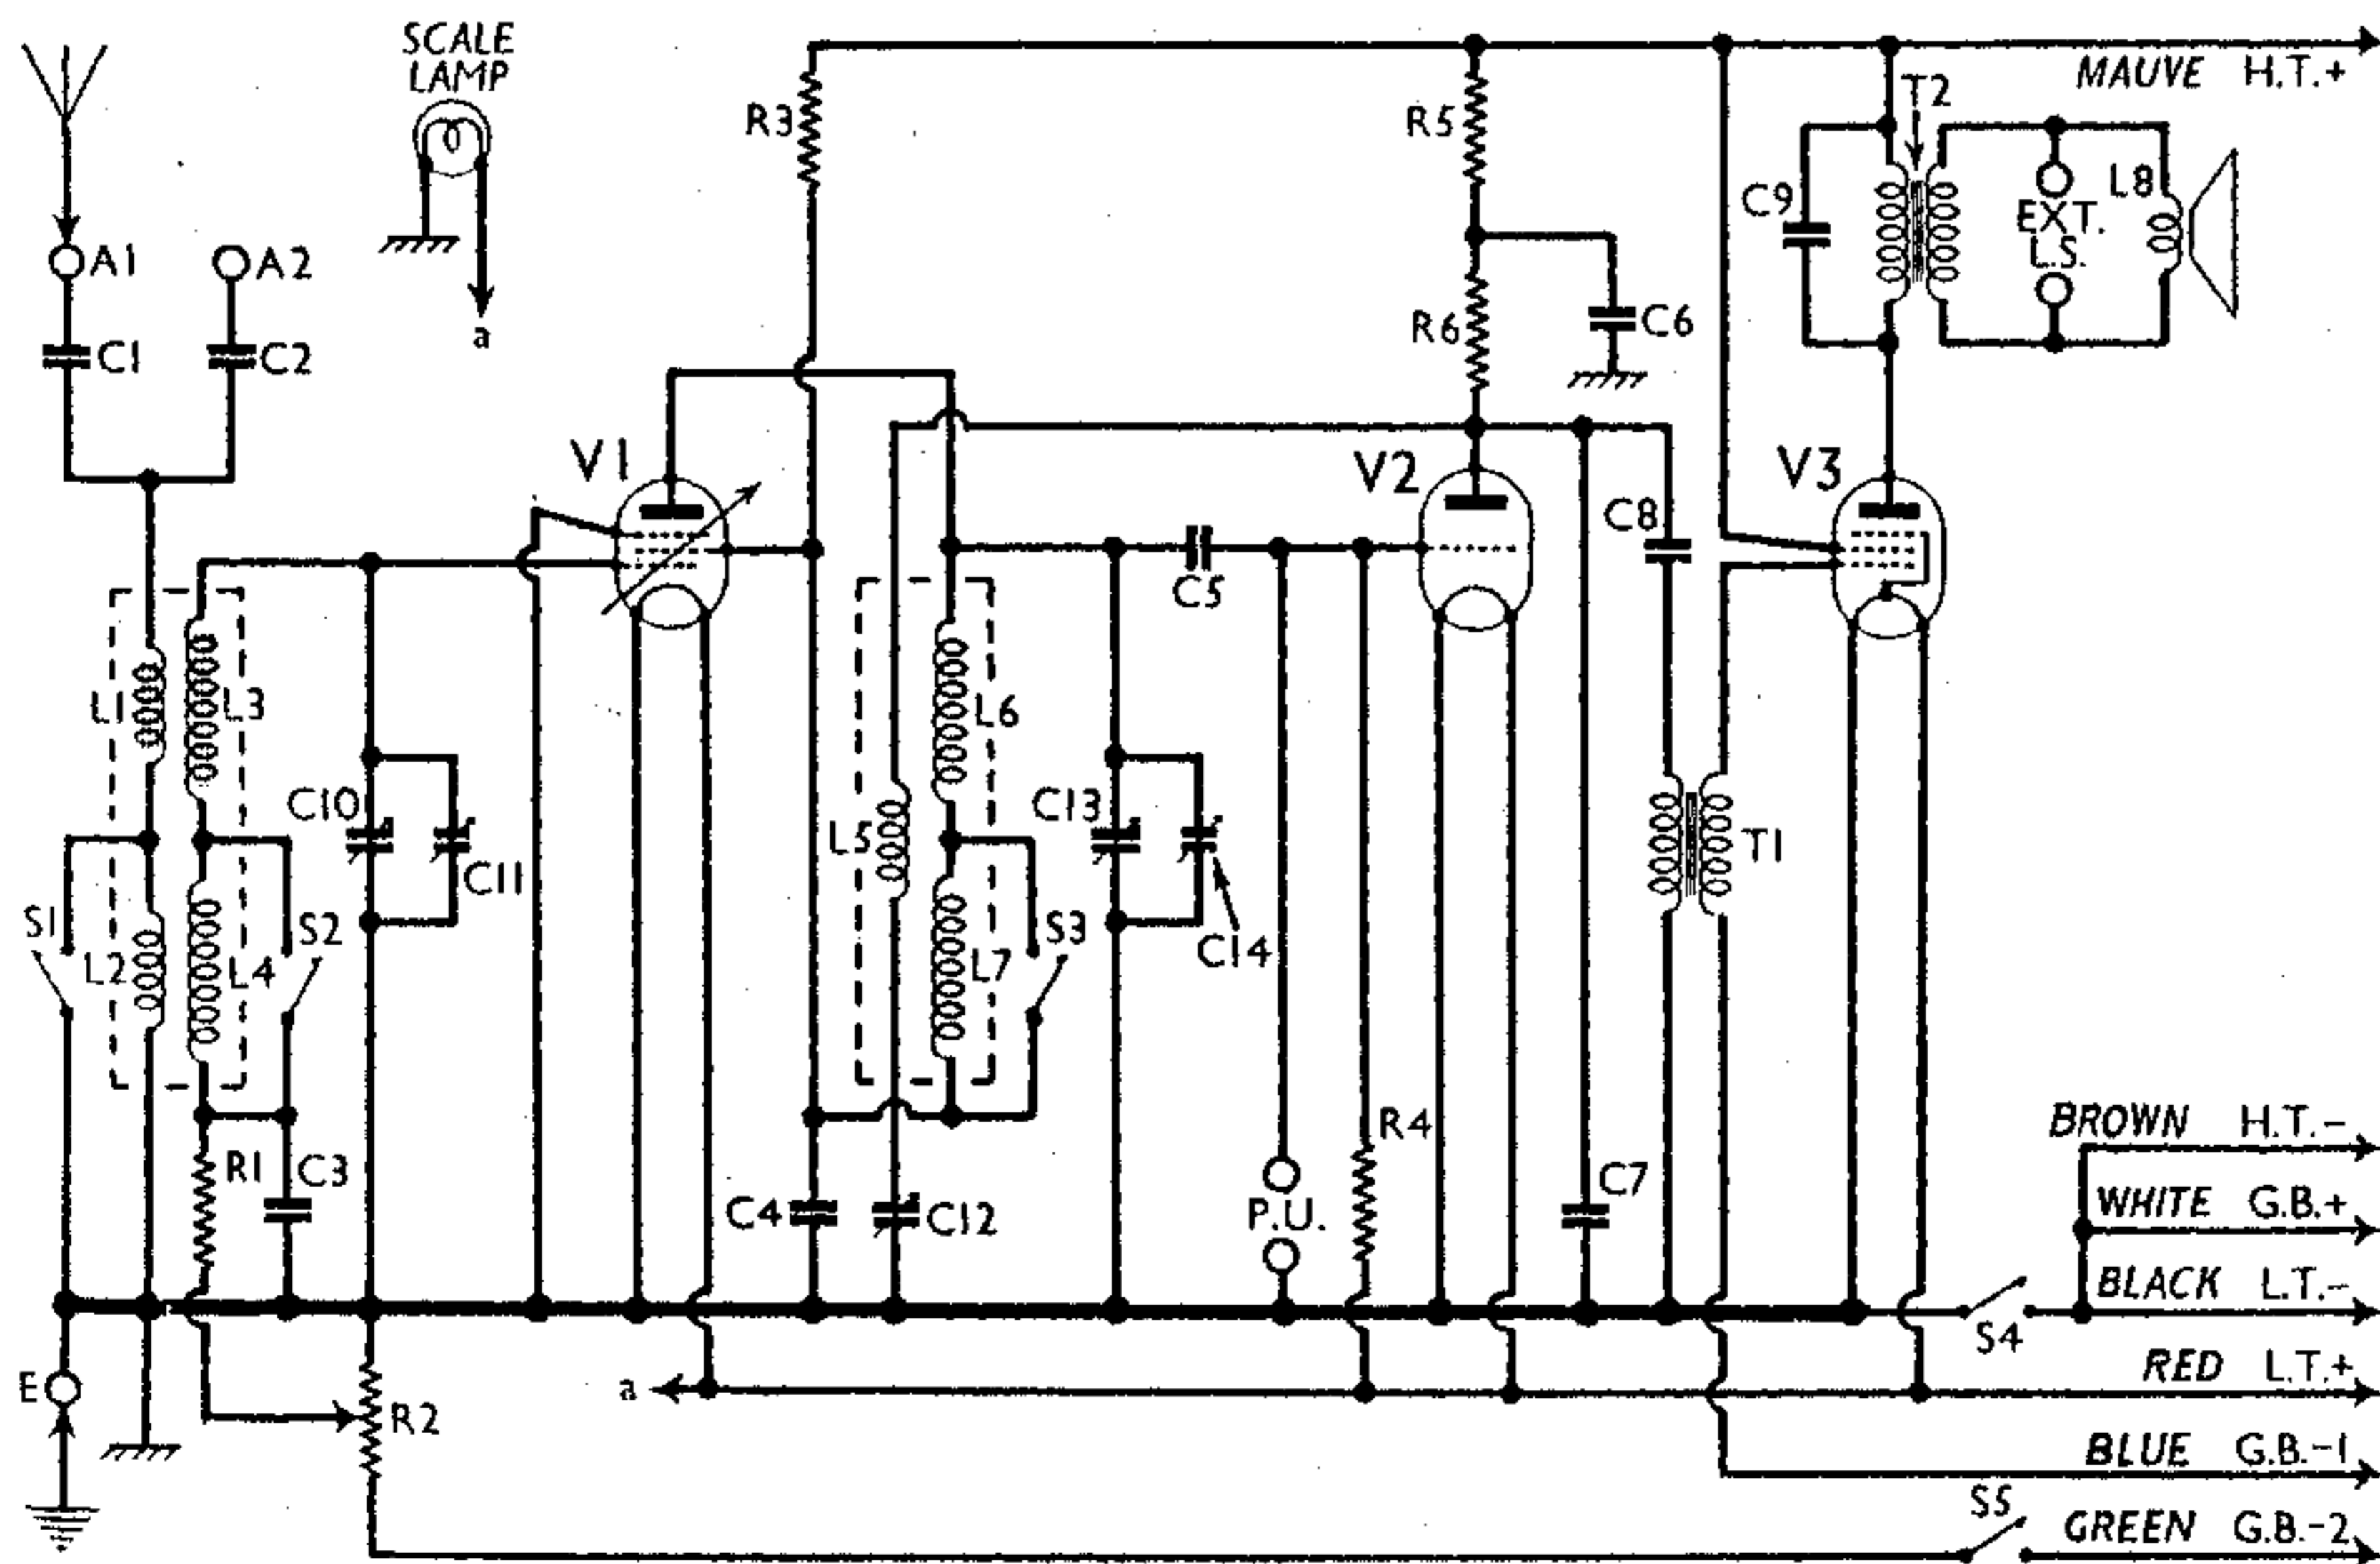 SCALE
LAMP
a
A1
A2
C1
C2
R3
R5
R6
C6
T2
C9
EXT.
L.S.
L8
MAUVE H.T.+
V1
V2
V3
C8
C5
L1
L3
L6
C10
C11
L5
C13
C14
T1
S1
L2
L4
S2
L7
S3
R1
C3
C4
C12
P.U.
R4
C7
BROWN H.T.-
WHITE G.B.+
BLACK L.T.-
S4
E
R2
a
RED L.T.+
BLUE G.B.-1
S5
GREEN G.B.-2